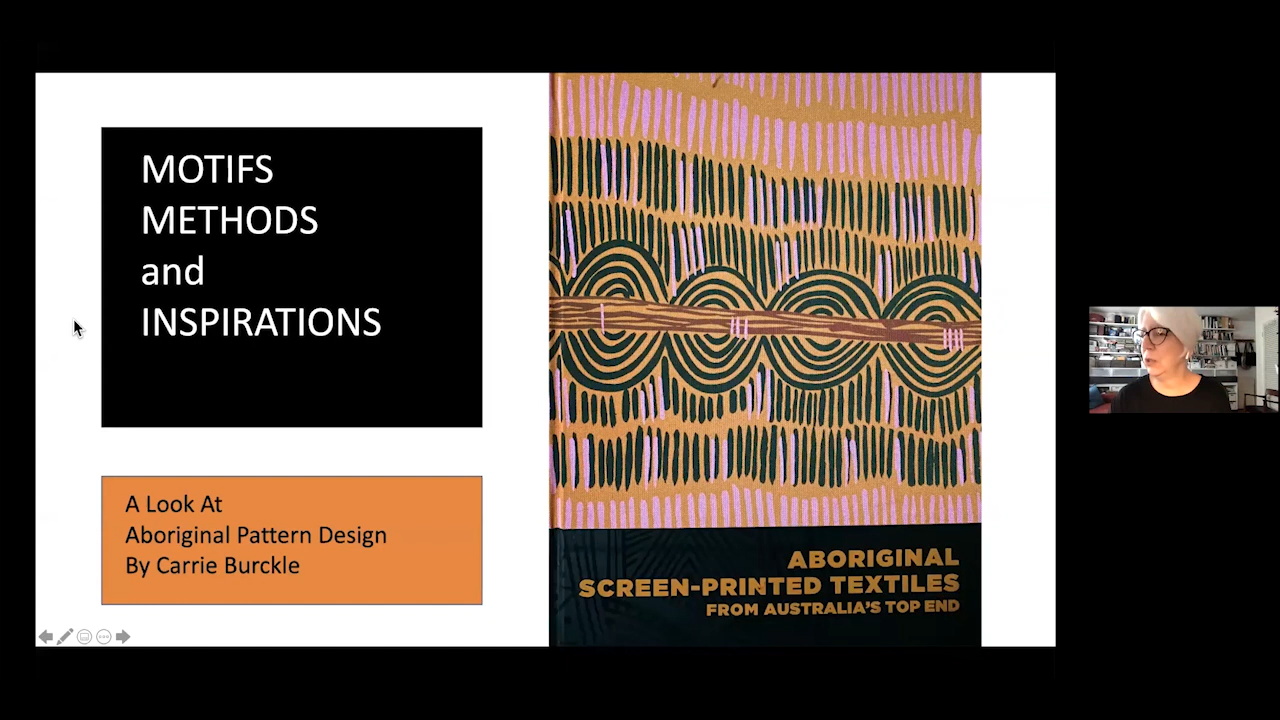 MOTIFS
METHODS
and
INSPIRATIONS
A Look At
Aboriginal Pattern Design
By Carrie Burckle
ABORIGINAL
SCREEN-PRINTED TEXTILES
FROM AUSTRALIA'S TOP END